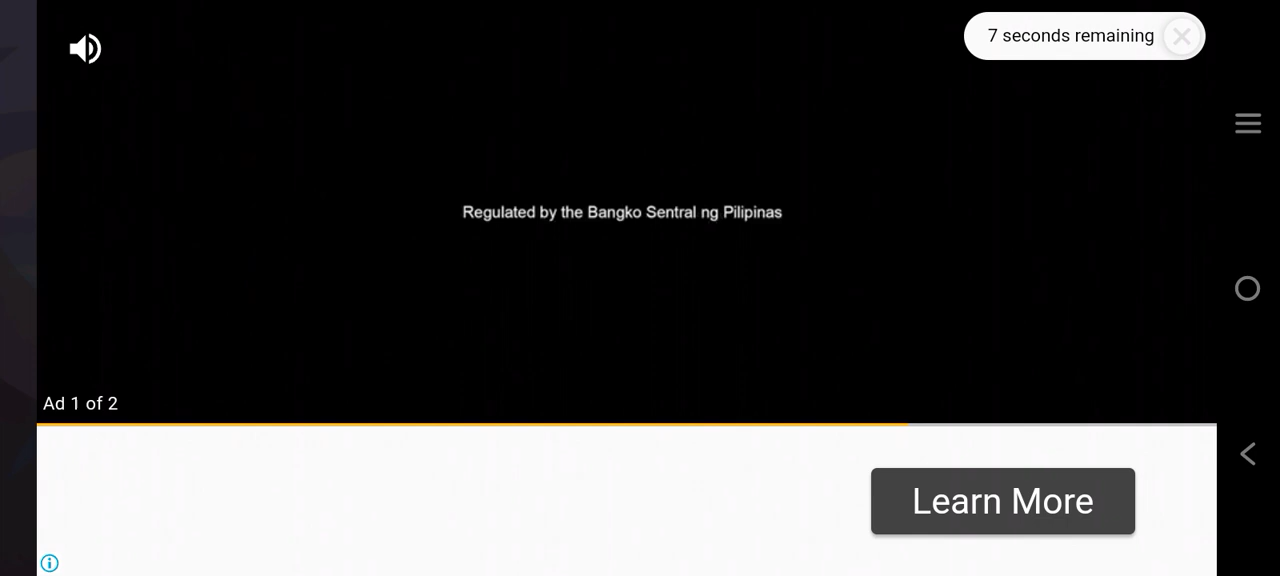 7 seconds remaining
Regulated by the Bangko Sentral ng Pilipinas
Ad 1 of 2
Learn More